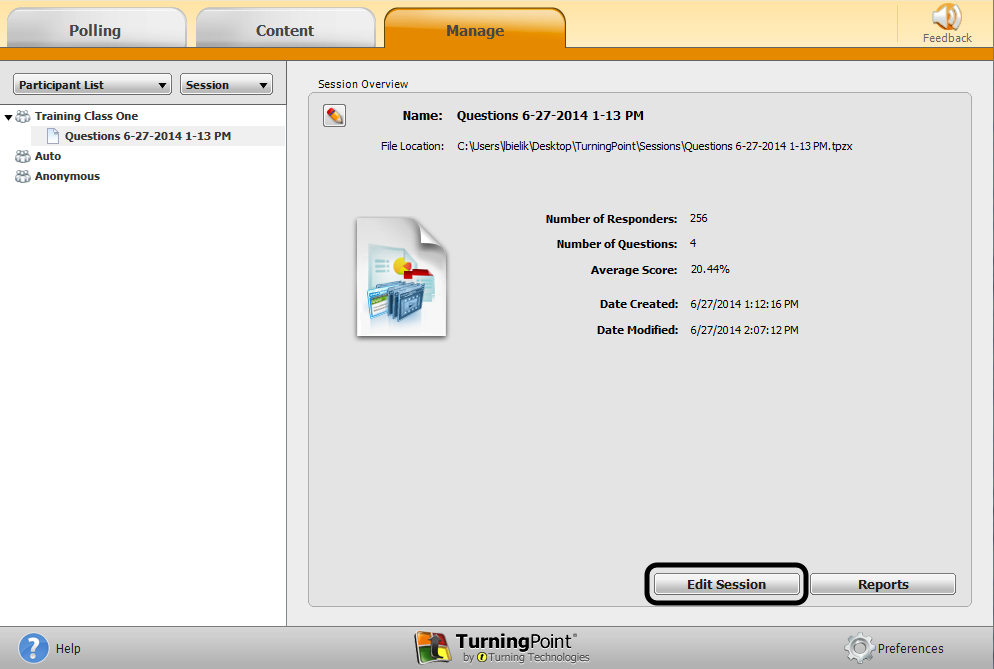 Polling Content Manage Feedback
Participant List Session
Training Class One
Questions 6-27-2014 1-13 PM
Auto
Anonymous
Session Overview
Name: Questions 6-27-2014 1-13 PM
File Location: C:\Users\lbielik\Desktop\TurningPoint\Sessions\Questions 6-27-2014 1-13 PM.tpzx
Number of Responders: 256
Number of Questions: 4
Average Score: 20.44%
Date Created: 6/27/2014 1:12:16 PM
Date Modified: 6/27/2014 2:07:12 PM
Edit Session Reports
? Help
TurningPoint®
by Turning Technologies
Preferences